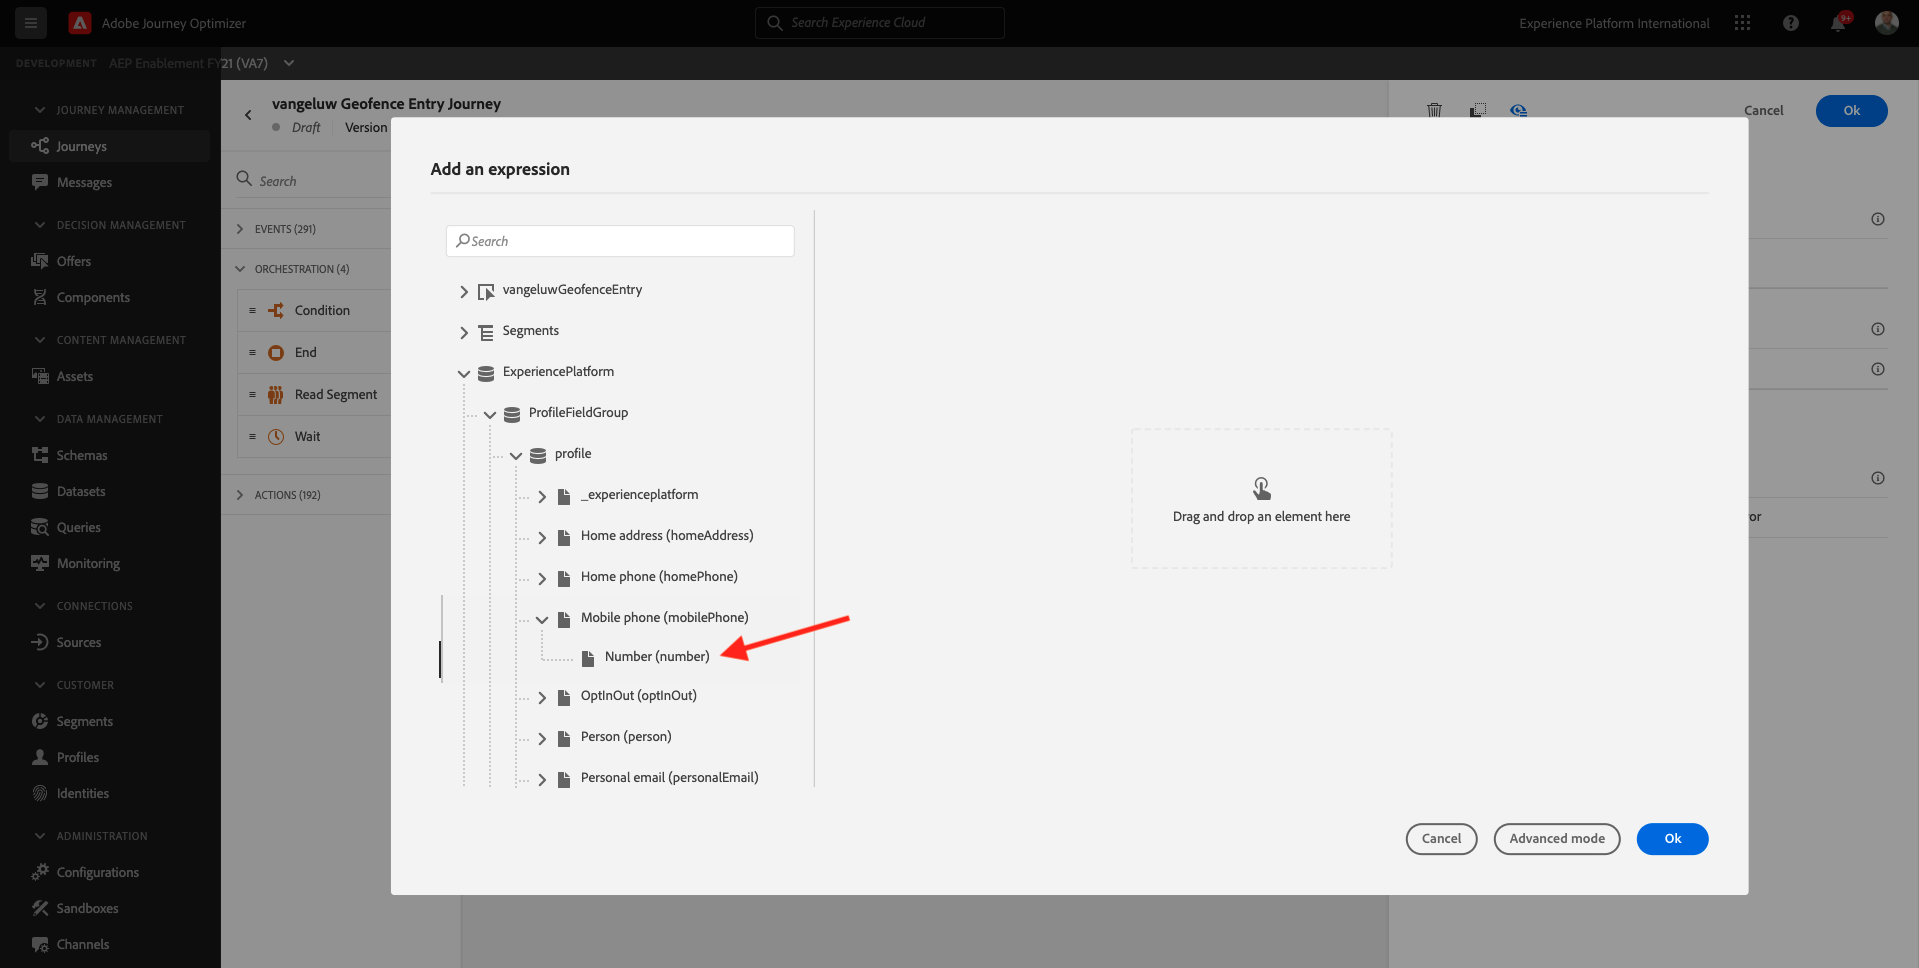 Adobe Journey Optimizer
Search Experience Cloud
Experience Platform International
9+
DEVELOPMENT AEP Enablement FY21 (VA7)
JOURNEY MANAGEMENT
Journeys
Messages
DECISION MANAGEMENT
Offers
Components
CONTENT MANAGEMENT
Assets
DATA MANAGEMENT
Schemas
Datasets
Queries
Monitoring
CONNECTIONS
Sources
CUSTOMER
Segments
Profiles
Identities
ADMINISTRATION
Configurations
Sandboxes
Channels
vangeluw Geofence Entry Journey
Draft Version
Search
EVENTS (291)
ORCHESTRATION (4)
Condition
End
Read Segment
Wait
ACTIONS (192)
Cancel Ok
or
Add an expression
Search
vangeluwGeofenceEntry
Segments
ExperiencePlatform
ProfileFieldGroup
profile
_experienceplatform
Home address (homeAddress)
Home phone (homePhone)
Mobile phone (mobilePhone)
Number (number)
OptInOut (optInOut)
Person (person)
Personal email (personalEmail)
Drag and drop an element here
Cancel Advanced mode Ok